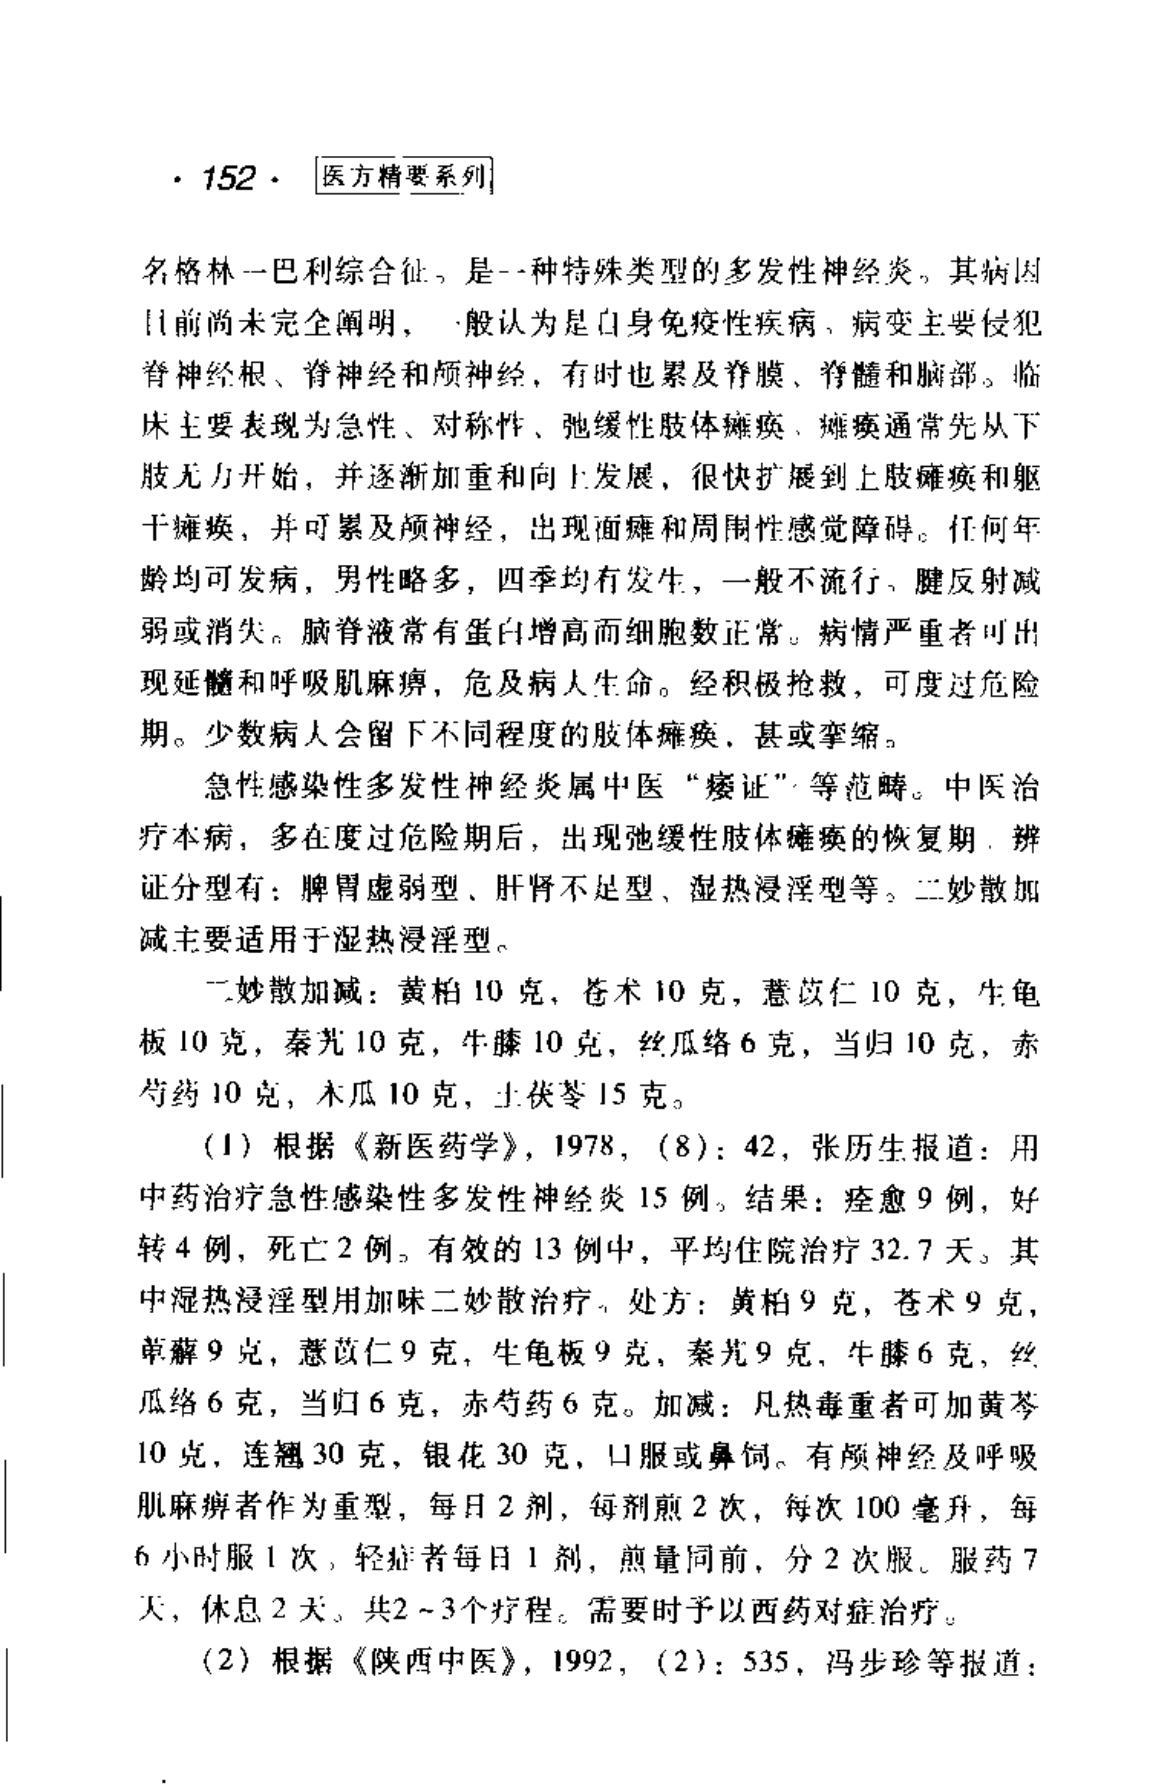 · 152 · 医方精要系列
名格林一巴利综合征。是一种特殊类型的多发性神经炎。其病因
目前尚未完全阐明，一般认为是自身免疫性疾病、病变主要侵犯
脊神经根、脊神经和颅神经，有时也累及脊膜、脊髓和脑部。临
床主要表现为急性、对称性、弛缓性肢体瘫痪、瘫痪通常先从下
肢无力开始，并逐渐加重和向上发展，很快扩展到上肢瘫痪和躯
干瘫痪，并可累及颅神经，出现面瘫和周围性感觉障碍。任何年
龄均可发病，男性略多，四季均有发生，一般不流行、腱反射减
弱或消失。脑脊液常有蛋白增高而细胞数正常。病情严重者可出
现延髓和呼吸肌麻痹，危及病人生命。经积极抢救，可度过危险
期。少数病人会留下不同程度的肢体瘫痪，甚或挛缩。
急性感染性多发性神经炎属中医“痿证”等范畴。中医治
疗本病，多在度过危险期后，出现弛缓性肢体瘫痪的恢复期．辨
证分型有：脾胃虚弱型、肝肾不足型、湿热浸淫型等。二妙散加
减主要适用于湿热浸淫型。
二妙散加减：黄柏 10 克，苍术 10 克，薏苡仁 10 克，生龟
板 10 克，秦艽 10 克，牛膝 10 克，丝瓜络 6 克，当归 10 克，赤
芍药 10 克，木瓜 10 克，土茯苓 15 克。
（1）根据《新医药学》，1978，（8）：42，张历生报道：用
中药治疗急性感染性多发性神经炎 15 例。结果：痊愈 9 例，好
转 4 例，死亡 2 例。有效的 13 例中，平均住院治疗 32.7 天。其
中湿热浸淫型用加味二妙散治疗。处方：黄柏 9 克，苍术 9 克，
萆薢 9 克，薏苡仁 9 克，生龟板 9 克，秦艽 9 克，牛膝 6 克，丝
瓜络 6 克，当归 6 克，赤芍药 6 克。加减：凡热毒重者可加黄芩
10 克，连翘 30 克，银花 30 克，口服或鼻饲。有颅神经及呼吸
肌麻痹者作为重型，每日 2 剂，每剂煎 2 次，每次 100 毫升，每
6 小时服 1 次，轻症者每日 1 剂，煎量同前，分 2 次服。服药 7
天，休息 2 天。共2～3个疗程。需要时予以西药对症治疗。
（2）根据《陕西中医》，1992，（2）：535，冯步珍等报道：